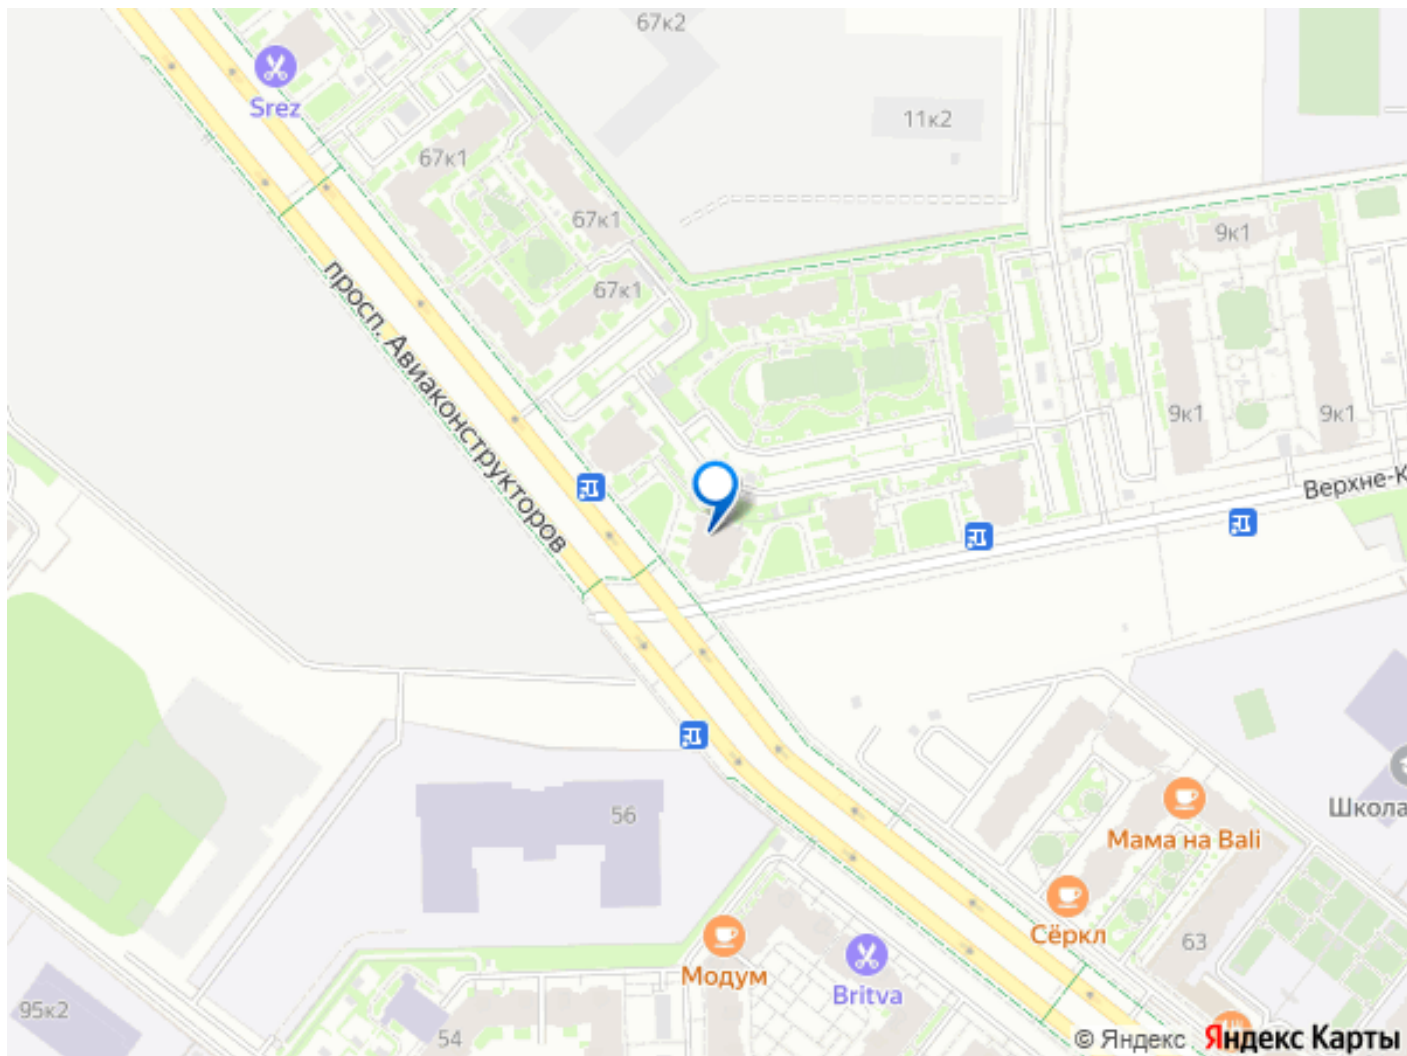 67к2
Srez
11к2
67к1
67к1
9к1
67к1
просп. Авиаконструкторов
9к1
9к1
Верхне-К
56
Школа
Мама на Bali
Сёркл
63
Модум
Britva
95к2
54
© Яндекс Яндекс Карты